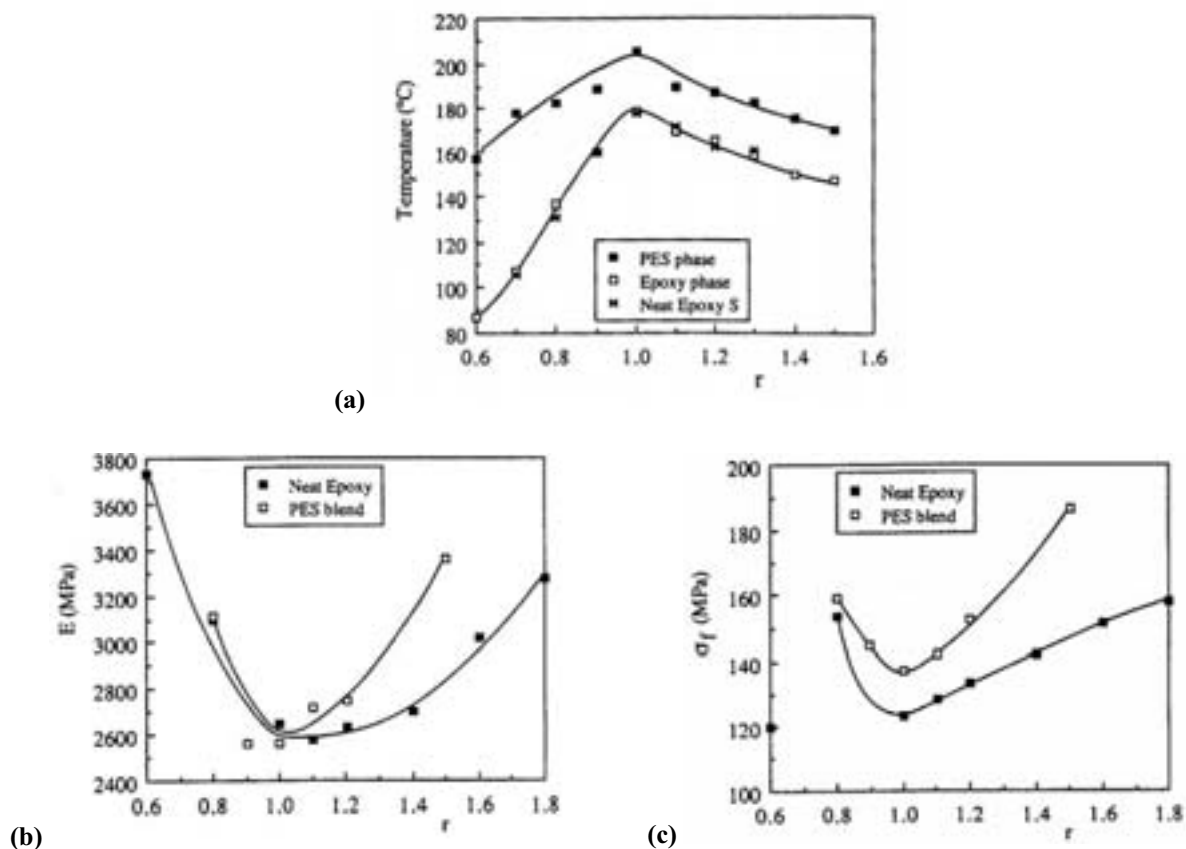 220
200
180
160
140
120
100
80
Temperature (°C)
PES phase
Epoxy phase
Neat Epoxy S
0.6 0.8 1.0 1.2 1.4 1.6
r
(a)
3800
3600
3400
3200
3000
2800
2600
2400
E (MPa)
Neat Epoxy
PES blend
0.6 0.8 1.0 1.2 1.4 1.6 1.8
r
(b)
200
180
160
140
120
100
σf (MPa)
Neat Epoxy
PES blend
0.6 0.8 1.0 1.2 1.4 1.6 1.8
r
(c)